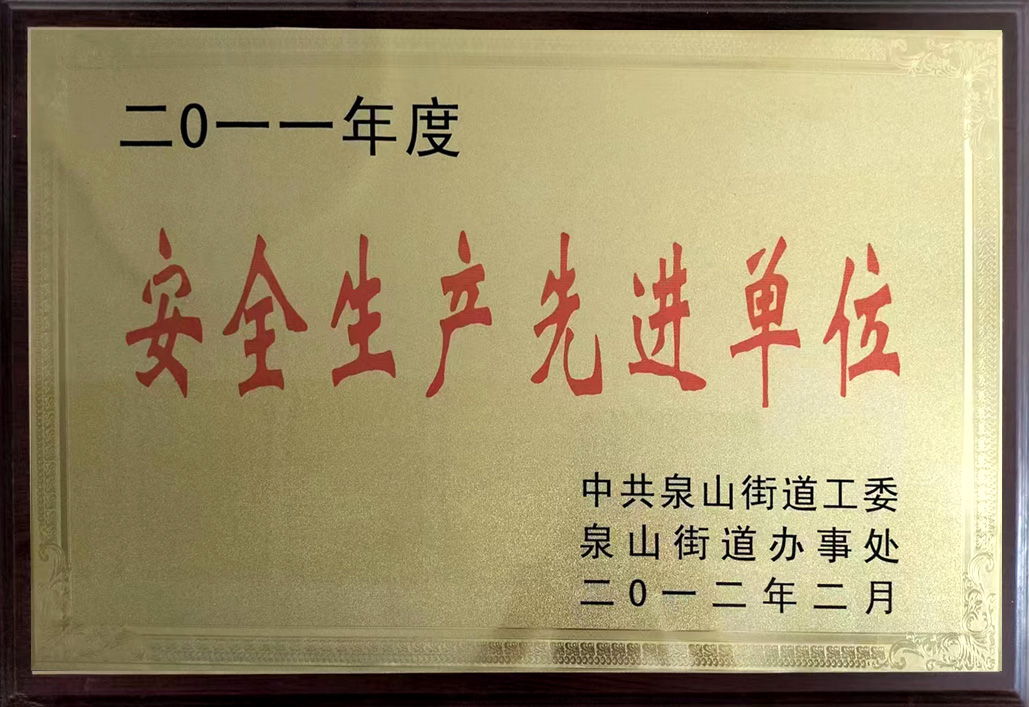 二0一一年度
安全生产先进单位
中共泉山街道工委
泉山街道办事处
二0一二年二月